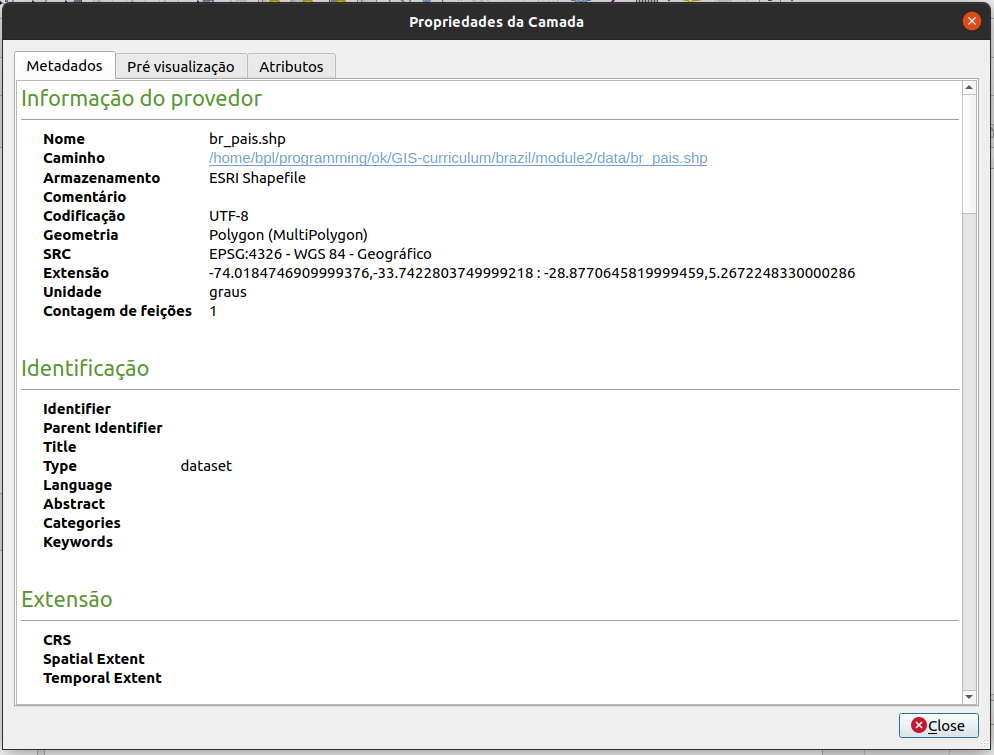 Propriedades da Camada
Metadados Pré visualização Atributos
Informação do provedor
Nome br_pais.shp
Caminho /home/bpl/programming/ok/GIS-curriculum/brazil/module2/data/br_pais.shp
Armazenamento ESRI Shapefile
Comentário
Codificação UTF-8
Geometria Polygon (MultiPolygon)
SRC EPSG:4326 - WGS 84 - Geográfico
Extensão -74.0184746909999376,-33.7422803749999218 : -28.8770645819999459,5.2672248330000286
Unidade graus
Contagem de feições 1
Identificação
Identifier
Parent Identifier
Title
Type dataset
Language
Abstract
Categories
Keywords
Extensão
CRS
Spatial Extent
Temporal Extent
Close